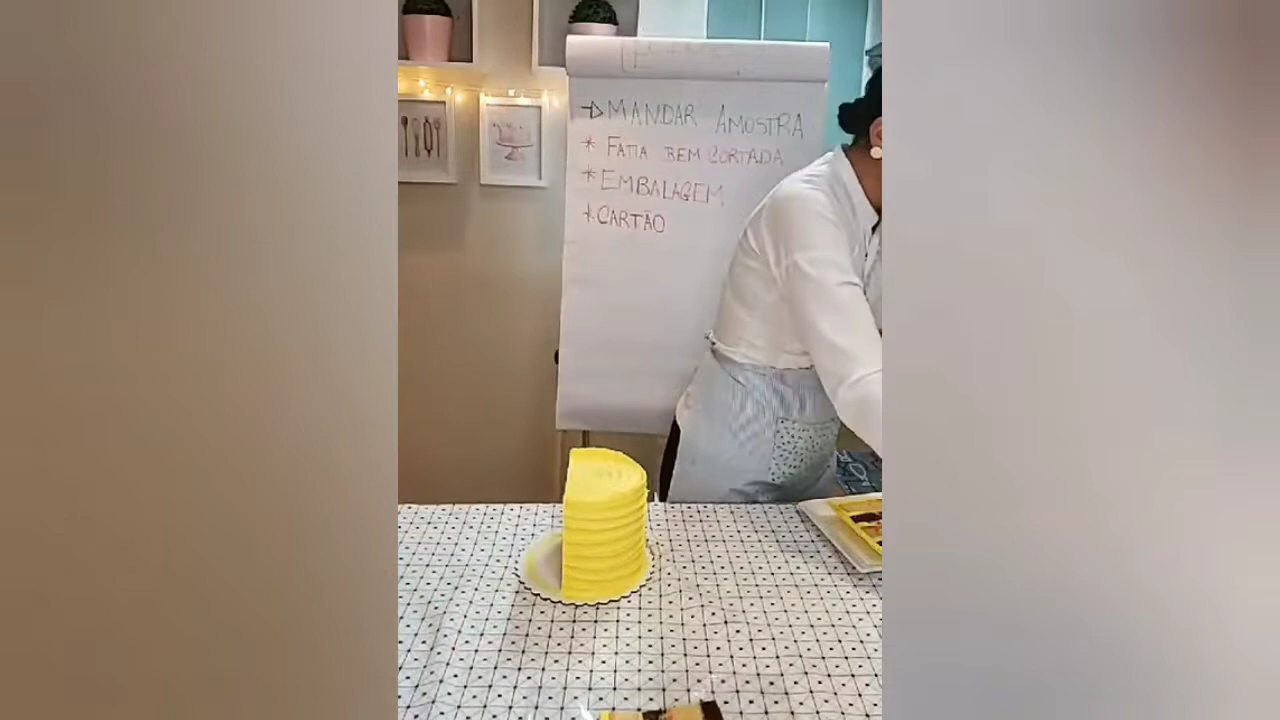 MANDAR AMOSTRA
* FATIA BEM CORTADA
* EMBALAGEM
* CARTÃO